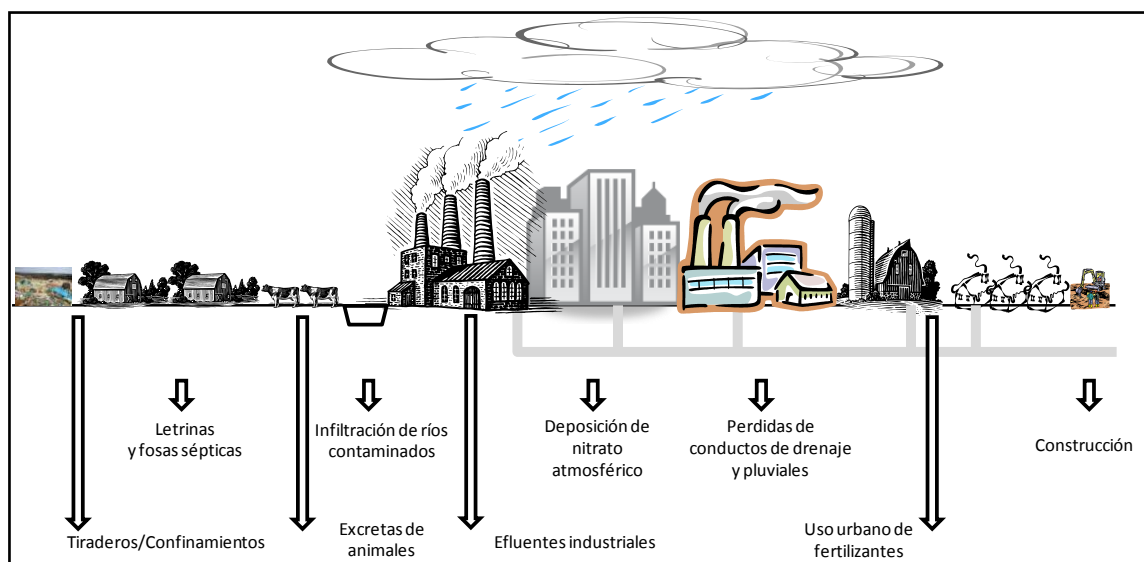 Letrinas
y fosas sépticas
Infiltración de ríos
contaminados
Deposición de
nitrato
atmosférico
Perdidas de
conductos de drenaje
y pluviales
Construcción
Tiraderos/Confinamientos
Excretas de
animales
Efluentes industriales
Uso urbano de
fertilizantes